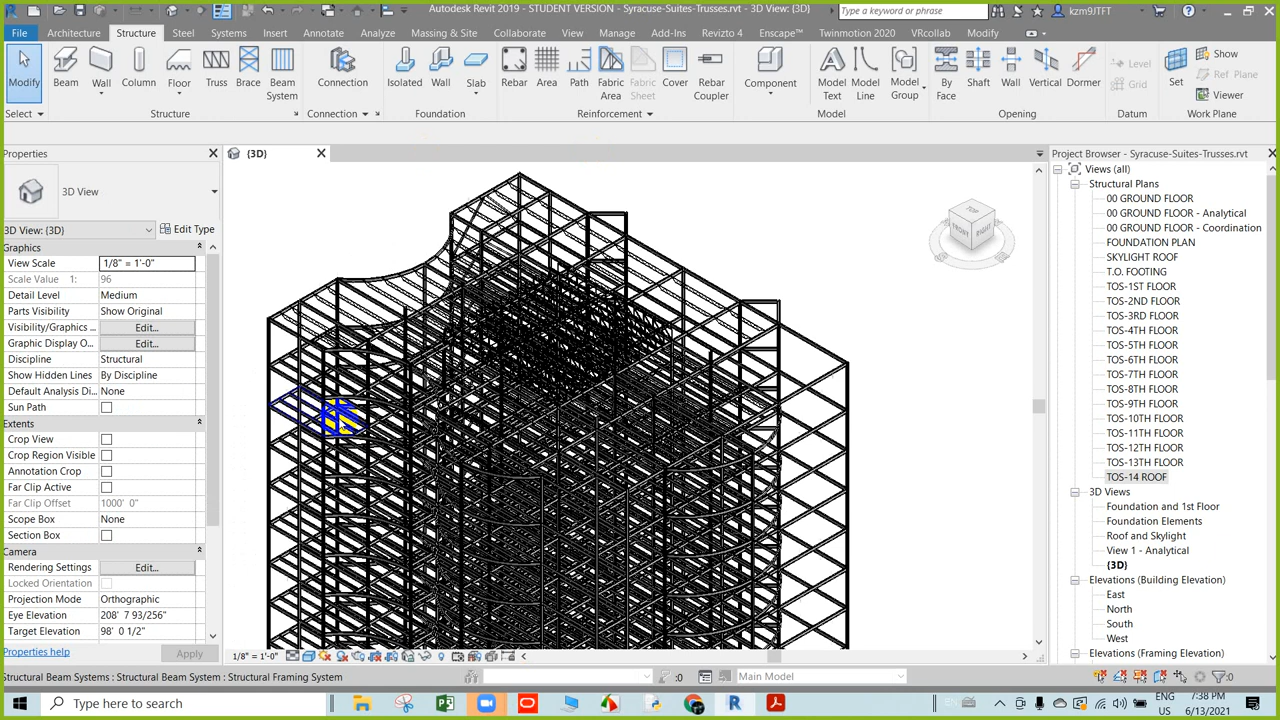 Autodesk Revit 2019 - STUDENT VERSION - Syracuse-Suites-Trusses.rvt - 3D View: {3D}
Type a keyword or phrase
kzm9JTFT
File Architecture Structure Steel Systems Insert Annotate Analyze Massing & Site Collaborate View Manage Add-Ins Revizto 4 Enscape™ Twinmotion 2020 VRcollab Modify
Modify Beam Wall Column Floor Truss Brace Beam System Connection Isolated Wall Slab Rebar Area Path Fabric Area Fabric Sheet Cover Rebar Coupler Component Model Text Model Line Model Group By Face Shaft Wall Vertical Dormer Level Grid Set Show Ref Plane Viewer
Select Structure Connection Foundation Reinforcement Model Opening Datum Work Plane
Properties
{3D}
Project Browser - Syracuse-Suites-Trusses.rvt
3D View
3D View: {3D}
Edit Type
Graphics
View Scale 1/8" = 1'-0"
Scale Value 1: 96
Detail Level Medium
Parts Visibility Show Original
Visibility/Graphics ... Edit...
Graphic Display O... Edit...
Discipline Structural
Show Hidden Lines By Discipline
Default Analysis Di... None
Sun Path
Extents
Crop View
Crop Region Visible
Annotation Crop
Far Clip Active
Far Clip Offset 1000' 0"
Scope Box None
Section Box
Camera
Rendering Settings Edit...
Locked Orientation
Projection Mode Orthographic
Eye Elevation 208' 7 93/256"
Target Elevation 98' 0 1/2"
Properties help
Apply
TOP
FRONT
RIGHT
Views (all)
Structural Plans
00 GROUND FLOOR
00 GROUND FLOOR - Analytical
00 GROUND FLOOR - Coordination
FOUNDATION PLAN
SKYLIGHT ROOF
T.O. FOOTING
TOS-1ST FLOOR
TOS-2ND FLOOR
TOS-3RD FLOOR
TOS-4TH FLOOR
TOS-5TH FLOOR
TOS-6TH FLOOR
TOS-7TH FLOOR
TOS-8TH FLOOR
TOS-9TH FLOOR
TOS-10TH FLOOR
TOS-11TH FLOOR
TOS-12TH FLOOR
TOS-13TH FLOOR
TOS-14 ROOF
3D Views
Foundation and 1st Floor
Foundation Elements
Roof and Skylight
View 1 - Analytical
{3D}
Elevations (Building Elevation)
East
North
South
West
Elevations (Framing Elevation)
1/8" = 1'-0"
Structural Beam Systems : Structural Beam System : Structural Framing System
:0
Main Model
:0
Type here to search
ENG
US
7:38 PM
6/13/2021